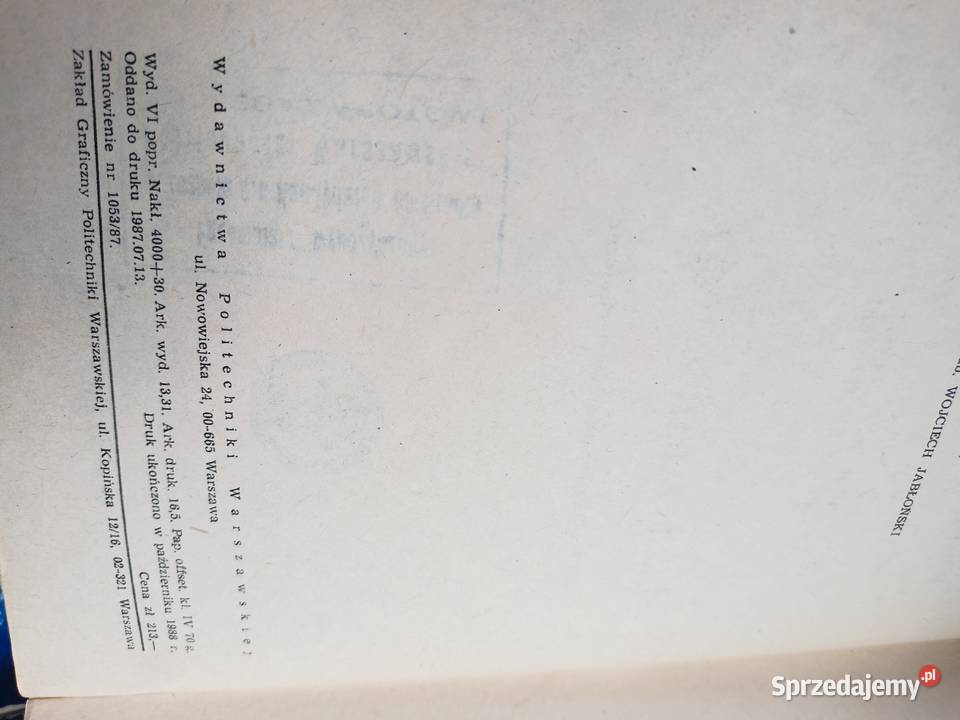 WOJCIECH JABŁOŃSKI
Wydawnictwa Politechniki Warszawskiej
ul. Nowowiejska 24, 00-665 Warszawa
Wyd. VI popr. Nakł. 4000+30. Ark. wyd. 13,31. Ark. druk. 16,5. Pap. offset. kl. IV 70 g.
Oddano do druku 1987.07.13. Druk ukończono w październiku 1988 r.
Zamówienie nr 1053/87. Cena zł 213,—
Zakład Graficzny Politechniki Warszawskiej, ul. Kopińska 12/16, 02-321 Warszawa
Sprzedajemy.pl